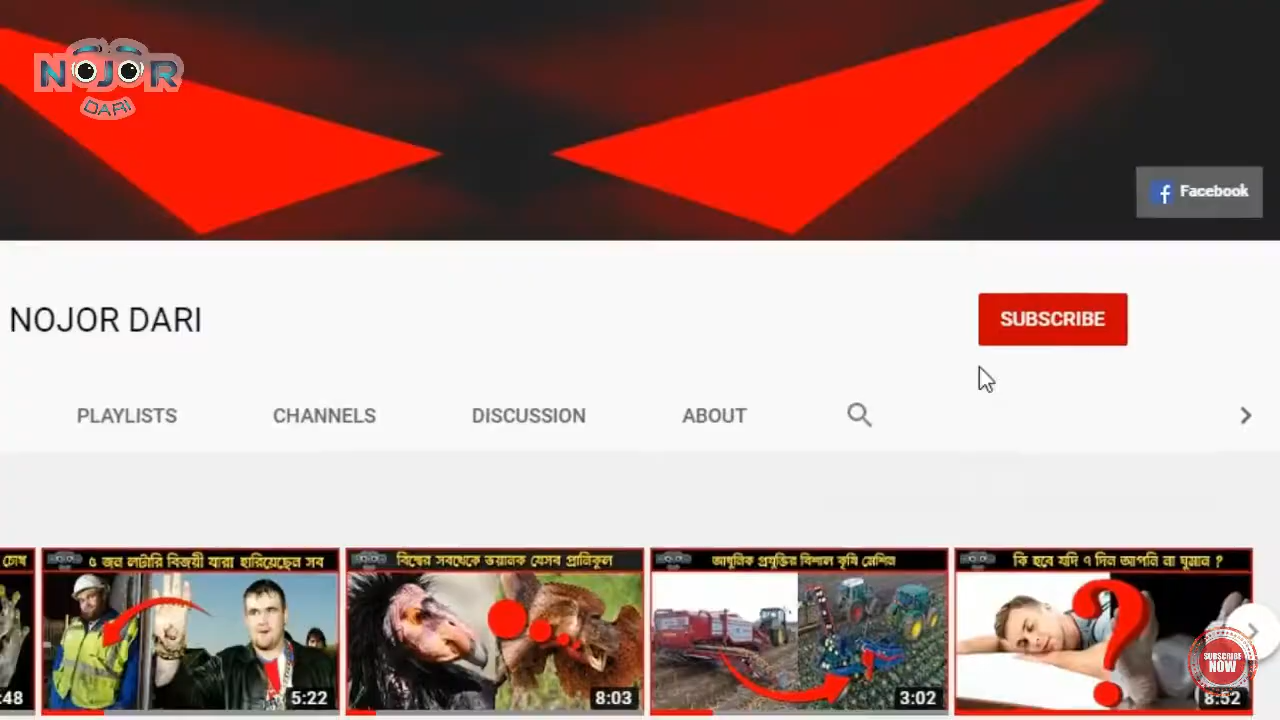 NOJOR
DARI
Facebook
NOJOR DARI
SUBSCRIBE
PLAYLISTS
CHANNELS
DISCUSSION
ABOUT
চোখ
৫ জন লটারি বিজয়ী যারা হারিয়েছেন সব
বিশ্বের সবথেকে ভয়ানক যেসব প্রানিকুল
আধুনিক প্রযুক্তির বিশাল কৃষি মেশিন
কি হবে যদি ৭ দিন আপনি না ঘুমান ?
?
:48
5:22
8:03
3:02
8:52
SUBSCRIBE
NOW